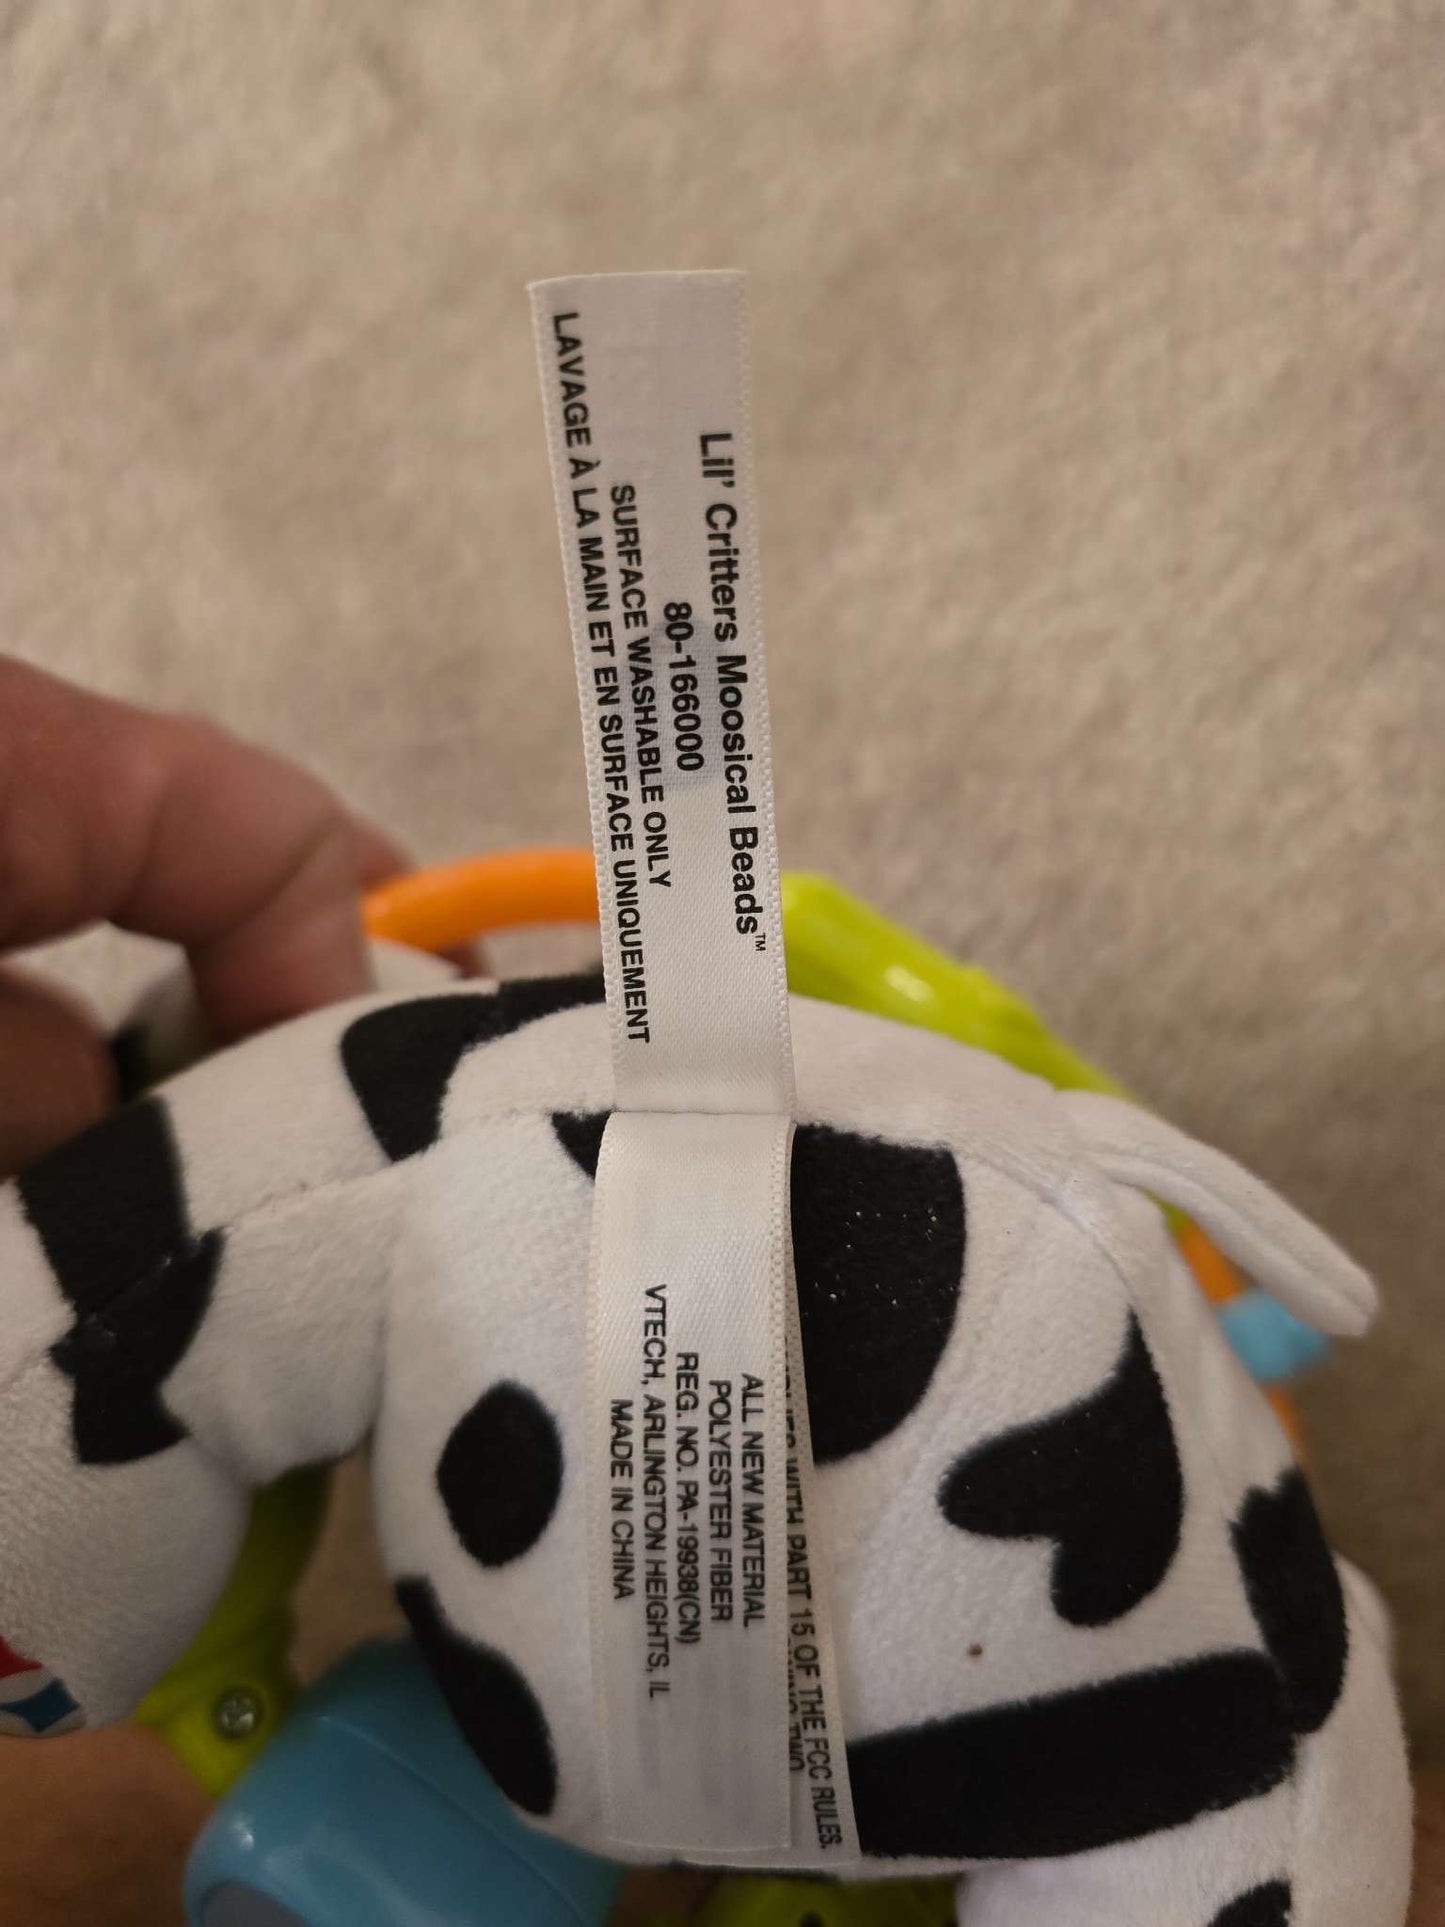 Lil' Critters Moosical Beads™
80-166000
SURFACE WASHABLE ONLY
LAVAGE À LA MAIN ET EN SURFACE UNIQUEMENT
ALL NEW MATERIAL
POLYESTER FIBER
REG. NO. PA-19938(CN)
VTECH, ARLINGTON HEIGHTS, IL
MADE IN CHINA
WITH PART 15 OF THE FCC RULES.
TWO